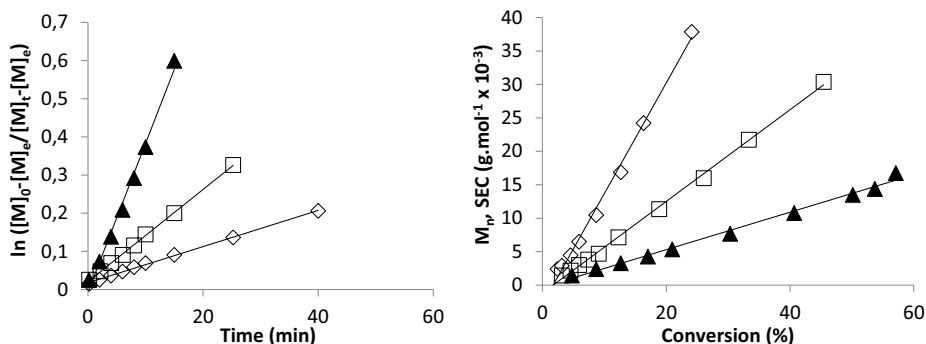 ln ([M]0-[M]e/[M]t-[M]e)
0,7
0,6
0,5
0,4
0,3
0,2
0,1
0
0 20 40 60
Time (min)
Mn, SEC (g.mol-1 x 10-3)
40
35
30
25
20
15
10
5
0
0 20 40 60
Conversion (%)